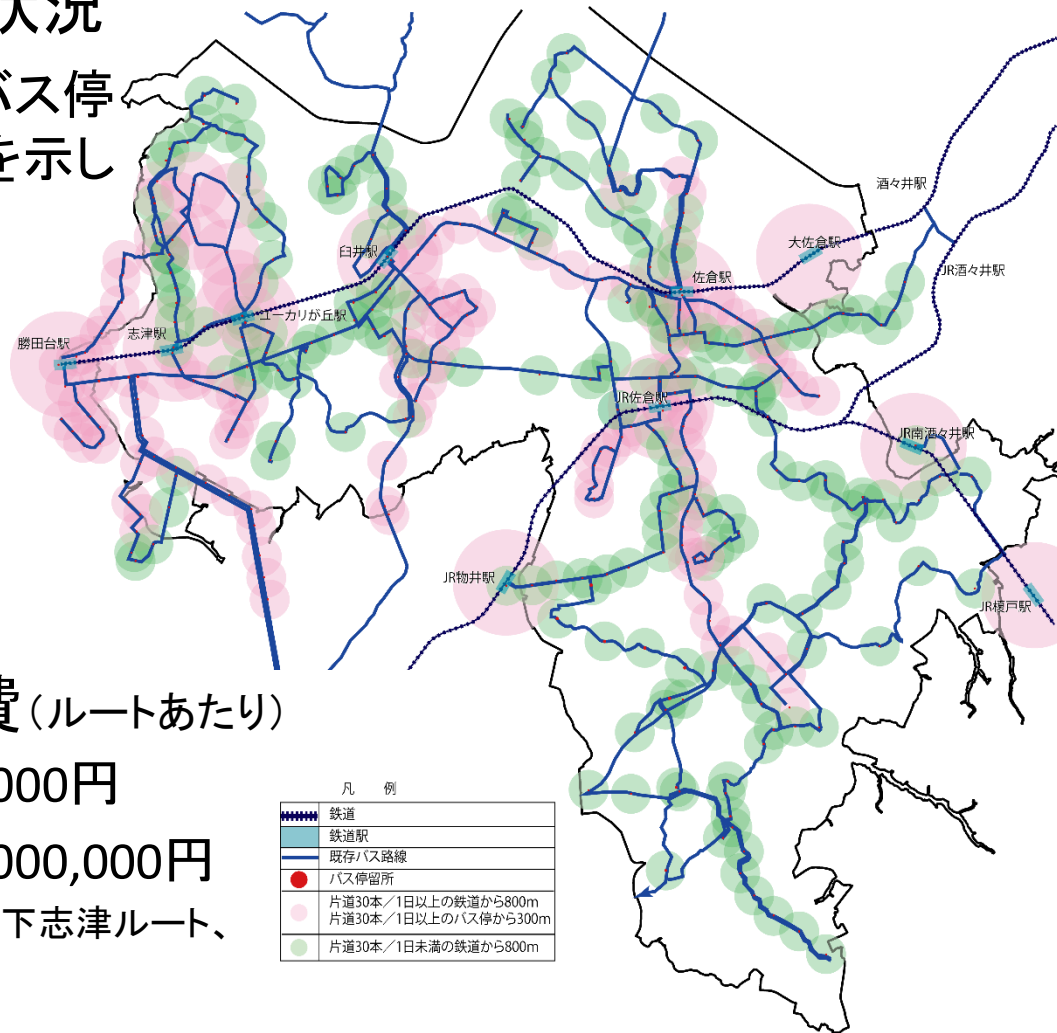 状況
バス停
を示し
酒々井駅
大佐倉駅
臼井駅
佐倉駅
JR酒々井駅
ユーカリが丘駅
志津駅
勝田台駅
JR佐倉駅
JR南酒々井駅
JR物井駅
JR榎戸駅
費（ルートあたり）
000円
000,000円
下志津ルート、
凡　例
鉄道
鉄道駅
既存バス路線
バス停留所
片道30本／1日以上の鉄道から800m
片道30本／1日以上のバス停から300m
片道30本／1日未満の鉄道から800m